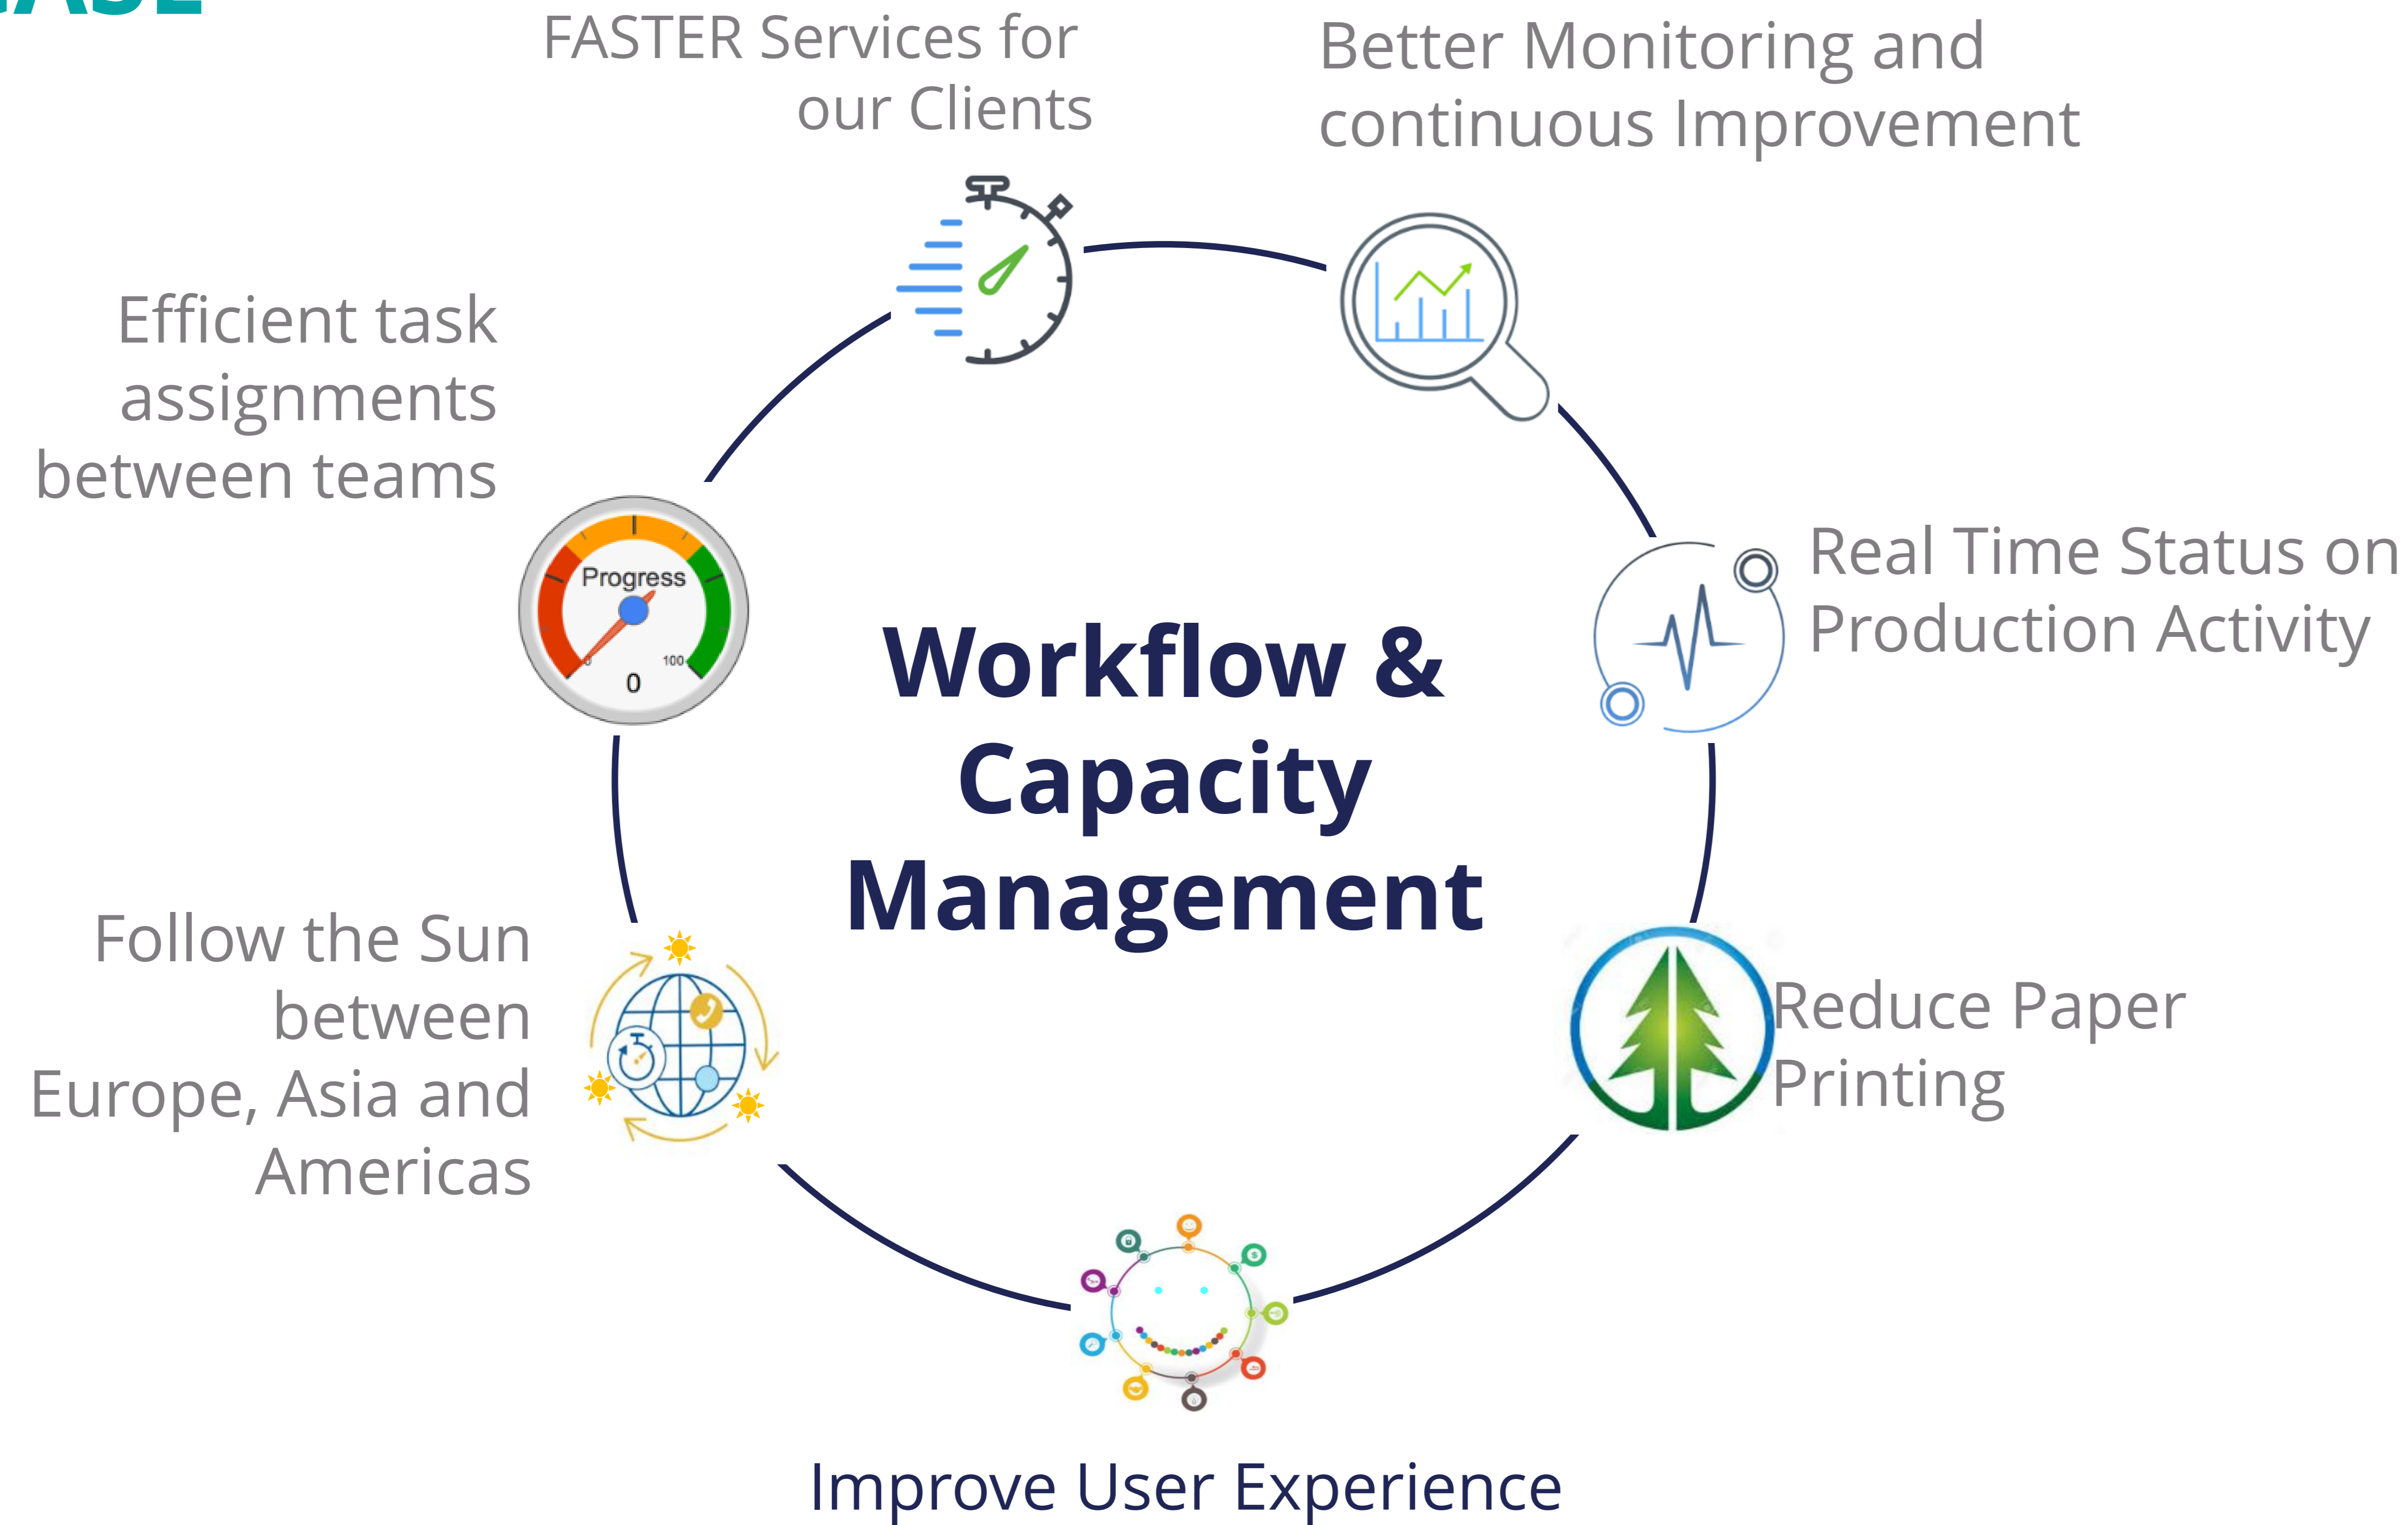 FASTER Services for
our Clients
Better Monitoring and
continuous Improvement
Efficient task
assignments
between teams
Progress
0
100
0
Real Time Status on
Production Activity
Workflow &
Capacity
Management
Follow the Sun
between
Europe, Asia and
Americas
Reduce Paper
Printing
$
Improve User Experience